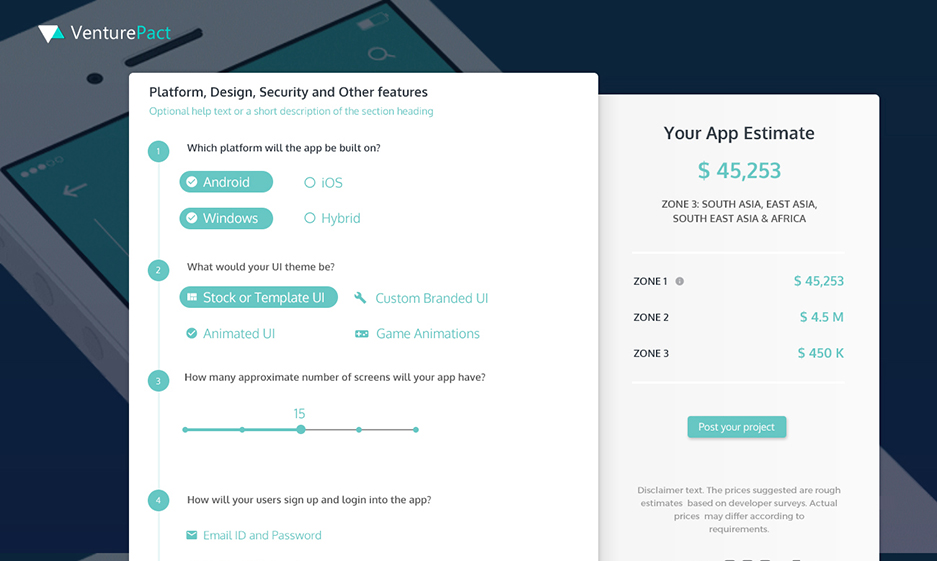 VenturePact
Platform, Design, Security and Other features
Optional help text or a short description of the section heading
1
Which platform will the app be built on?
Android
iOS
Windows
Hybrid
2
What would your UI theme be?
Stock or Template UI
Custom Branded UI
Animated UI
Game Animations
3
How many approximate number of screens will your app have?
15
4
How will your users sign up and login into the app?
Email ID and Password
Your App Estimate
$ 45,253
ZONE 3: SOUTH ASIA, EAST ASIA,
SOUTH EAST ASIA & AFRICA
ZONE 1
$ 45,253
ZONE 2
$ 4.5 M
ZONE 3
$ 450 K
Post your project
Disclaimer text. The prices suggested are rough
estimates based on developer surveys. Actual
prices may differ according to
requirements.